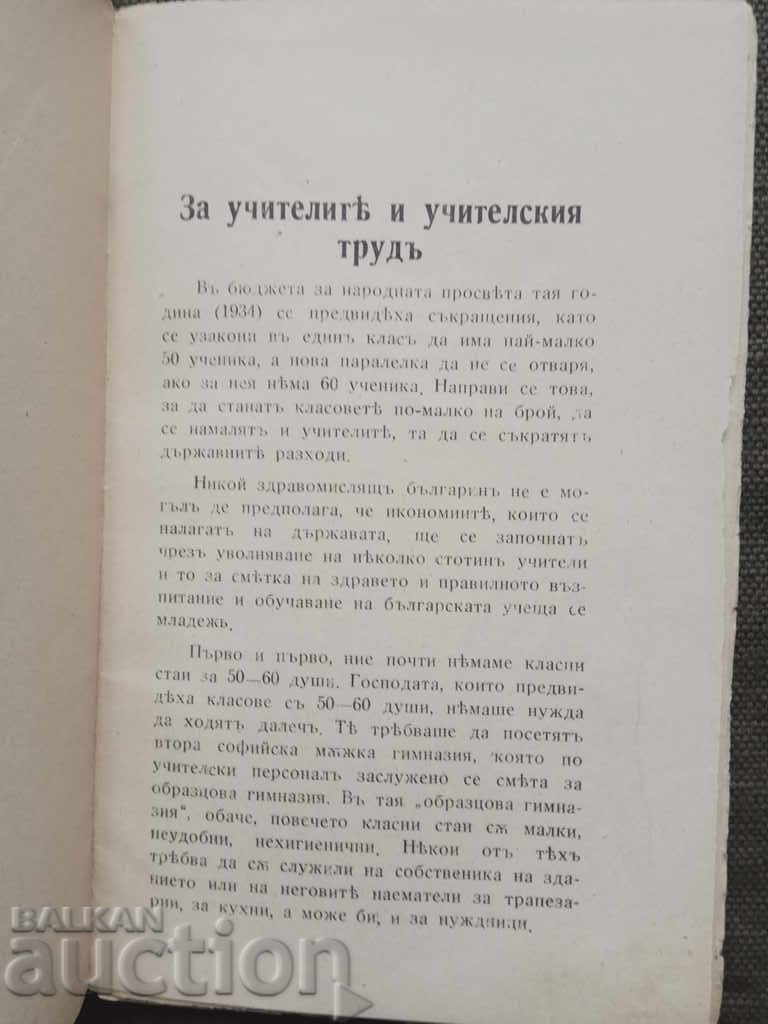 За учителитѣ и учителския
трудъ
Въ бюджета за народната просвѣта тая го-
дина (1934) се предвидѣха съкращения, като
се узакони въ единъ класъ да има най-малко
50 ученика, а нова паралелка да не се отваря,
ако за нея нѣма 60 ученика. Направи се това,
за да станатъ класоветѣ по-малко на брой, да
се намалятъ и учителитѣ, та да се съкратятъ
държавнитѣ разходи.
Никой здравомислящъ българинъ не е мо-
гълъ де предполага, че икономиитѣ, които се
налагатъ на държавата, ще се започнатъ
чрезъ уволняване на нѣколко стотинъ учители
и то за смѣтка на здравето и правилното въз-
питание и обучаване на българската учеща се
младежь.
Първо и първо, ние почти нѣмаме класни
стаи за 50—60 души. Господата, които предви-
дѣха класове съ 50—60 души, нѣмаше нужда
да ходятъ далечъ. Тѣ трѣбваше да посетятъ
втора софийска мѫжка гимназия, която по
учителски персоналъ заслужено се смѣта за
образцова гимназия. Въ тая „образцова гимна-
зия“, обаче, повечето класни стаи сѫ малки,
неудобни, нехигиенични. Нѣкои отъ тѣхъ
трѣбва да сѫ служили на собственика на зда-
нието или на неговитѣ наематели за трапеза-
рии, за кухни, а може би, и за нуждници.
BALKAN
auction